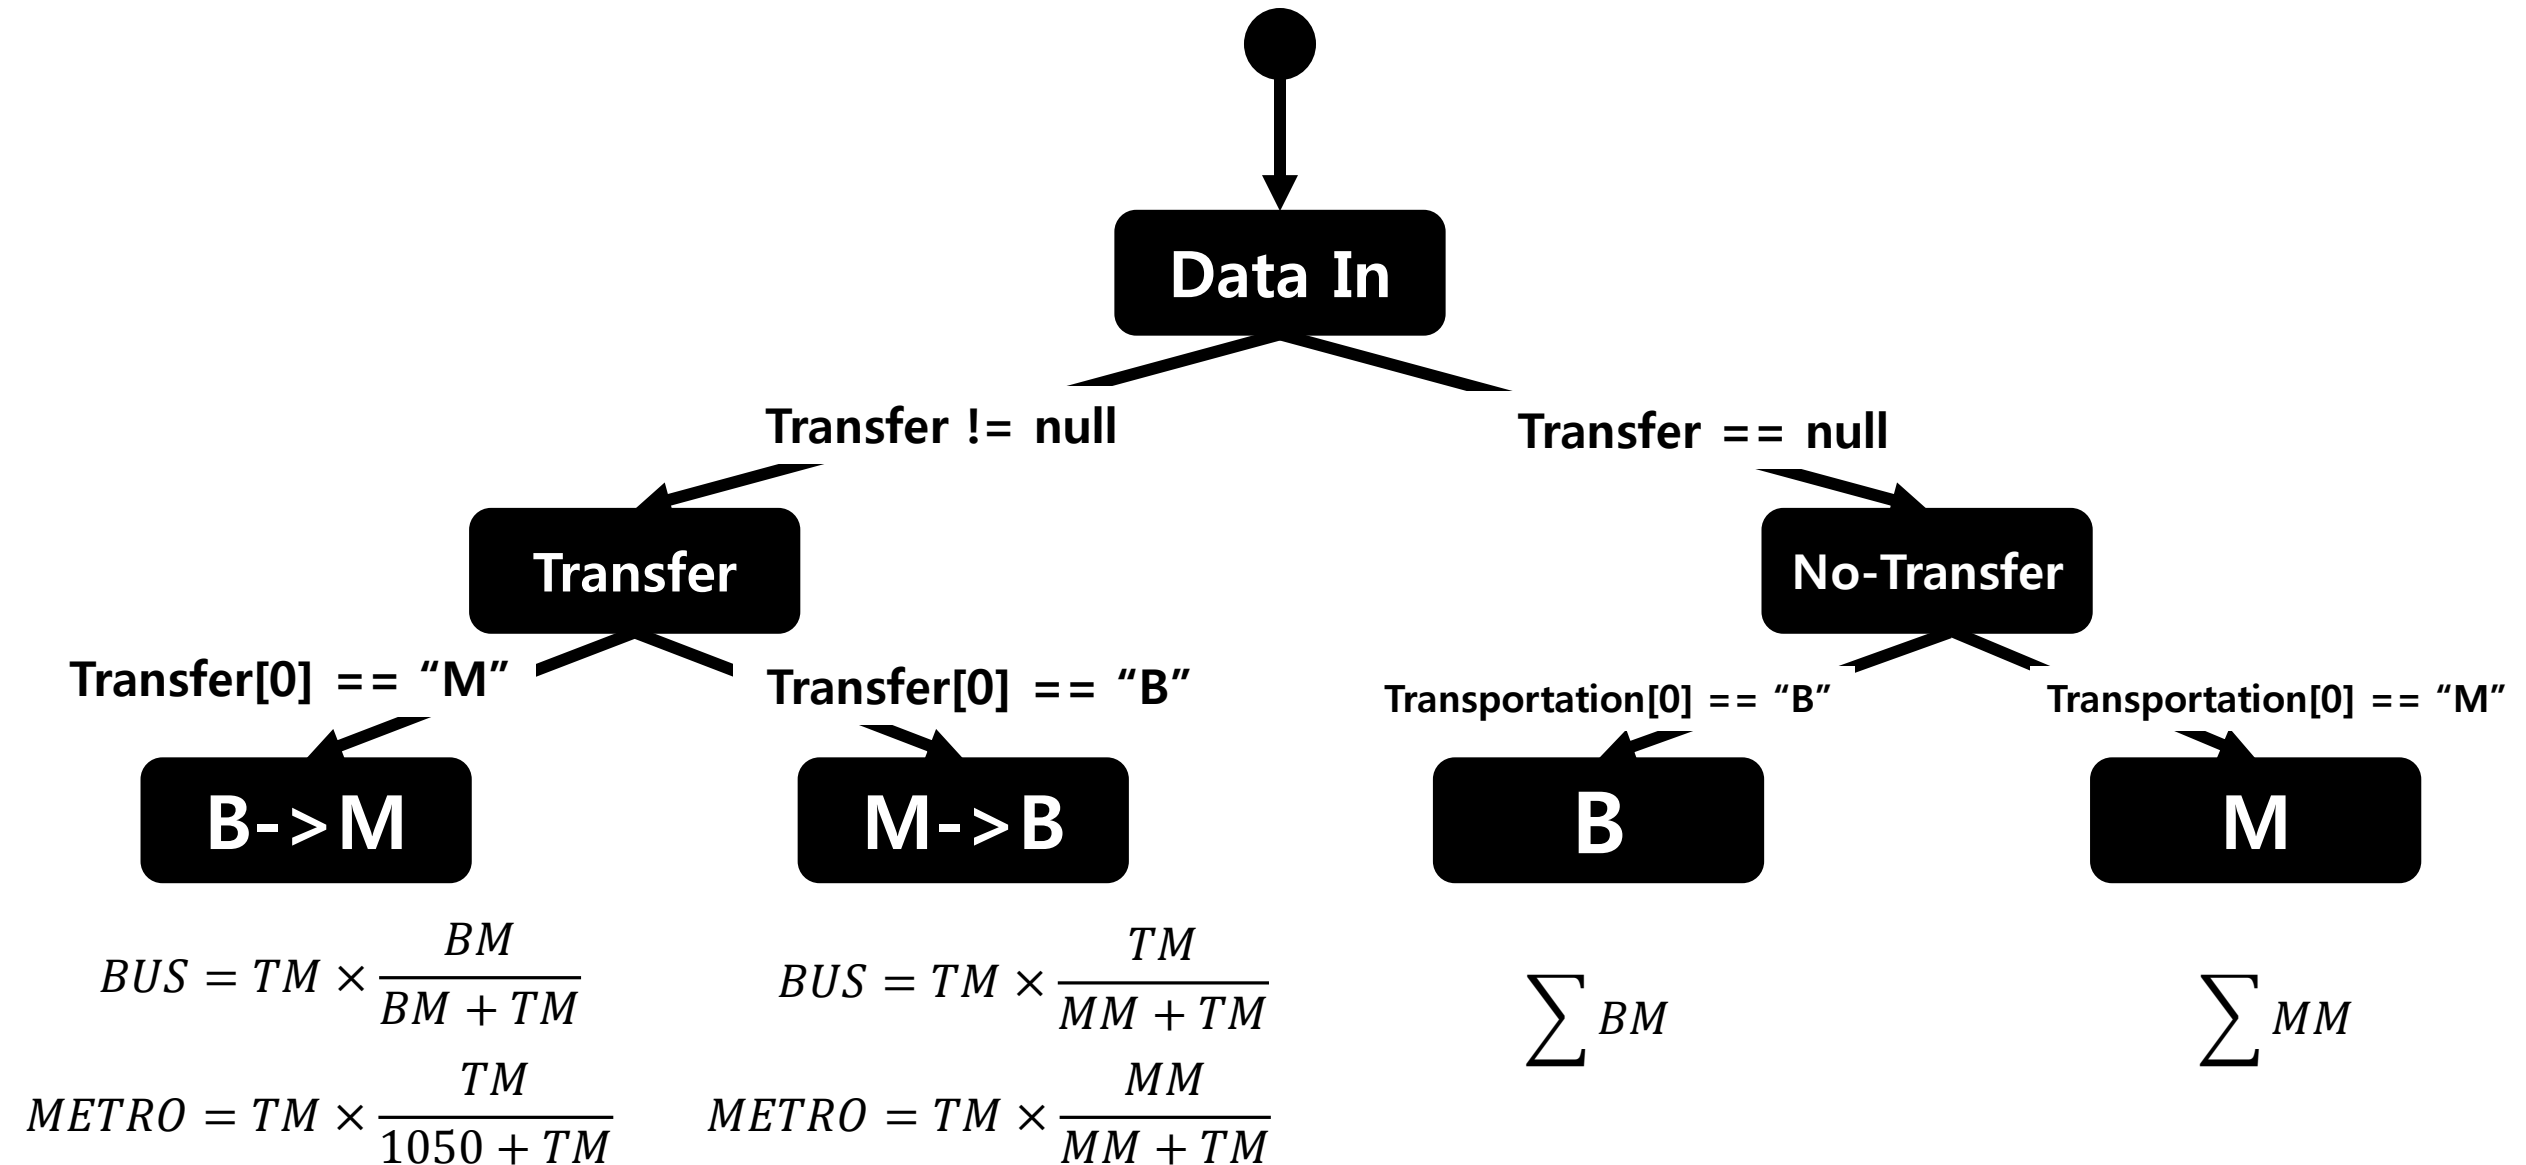 Data In
Transfer != null
Transfer == null
Transfer
No-Transfer
Transfer[0] == “M”
Transfer[0] == “B”
Transportation[0] == “B”
Transportation[0] == “M”
B->M
M->B
B
M
BUS = TM × BM / BM + TM
BUS = TM × TM / MM + TM
∑ BM
∑ MM
METRO = TM × TM / 1050 + TM
METRO = TM × MM / MM + TM